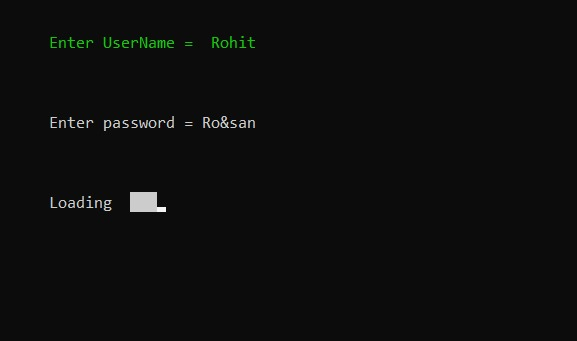 Enter UserName =  Rohit
Enter password = Ro&san
Loading